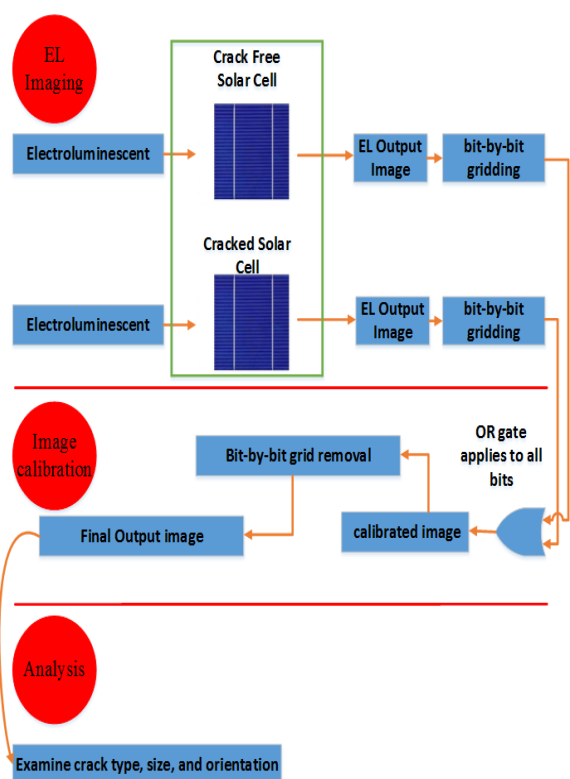 EL
Imaging
Crack Free
Solar Cell
Electroluminescent
EL Output
Image
bit-by-bit
gridding
Cracked Solar
Cell
Electroluminescent
EL Output
Image
bit-by-bit
gridding
Image
calibration
OR gate
applies to all
bits
Bit-by-bit grid removal
calibrated image
Final Output image
Analysis
Examine crack type, size, and orientation